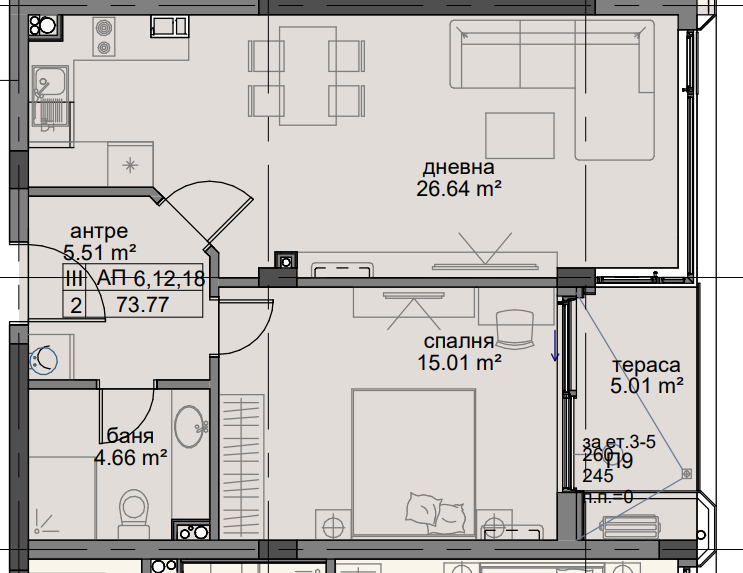 дневна
26.64 m²
антре
5.51 m²
III АП 6,12,18
2 73.77
спалня
15.01 m²
тераса
5.01 m²
баня
4.66 m²
за ет.3-5
260 П9
245
п.п.=0